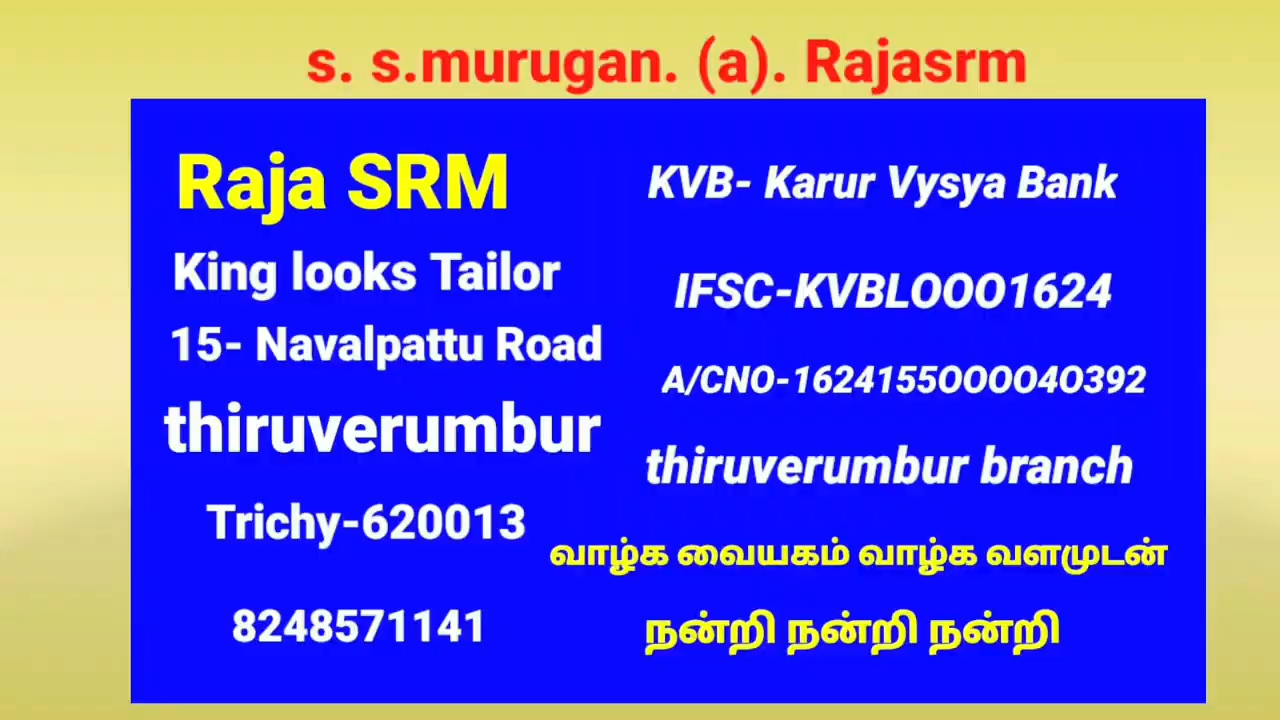 s. s.murugan. (a). Rajasrm
Raja SRM
King looks Tailor
15- Navalpattu Road
thiruverumbur
Trichy-620013
8248571141
KVB- Karur Vysya Bank
IFSC-KVBLOOO1624
A/CNO-1624155OOOO4O392
thiruverumbur branch
வாழ்க வையகம் வாழ்க வளமுடன்
நன்றி நன்றி நன்றி